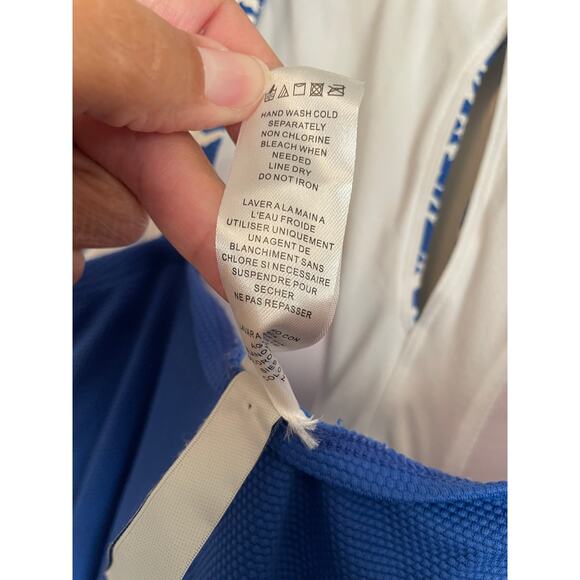 HAND WASH COLD
SEPARATELY
NON CHLORINE
BLEACH WHEN
NEEDED
LINE DRY
DO NOT IRON
LAVER A LA MAIN A
L'EAU FROIDE
UTILISER UNIQUEMENT
UN AGENT DE
BLANCHIMENT SANS
CHLORE SI NECESSAIRE
SUSPENDRE POUR
SECHER
NE PAS REPASSER
CON